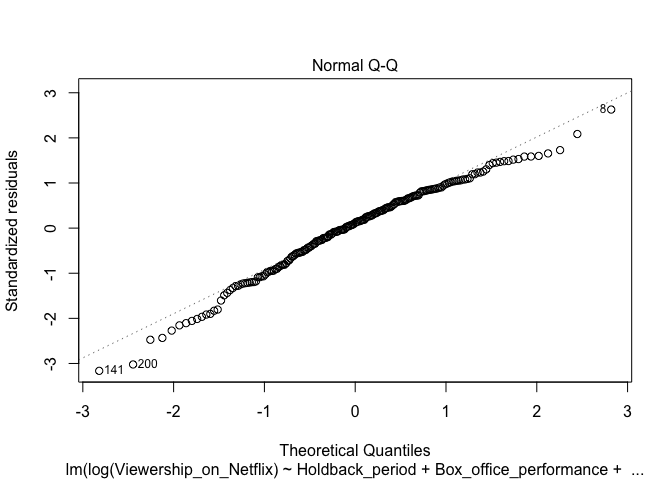 Normal Q-Q
Standardized residuals
3
2
1
0
-1
-2
-3
8
141
200
-3 -2 -1 0 1 2 3
Theoretical Quantiles
lm(log(Viewership_on_Netflix) ~ Holdback_period + Box_office_performance + ...